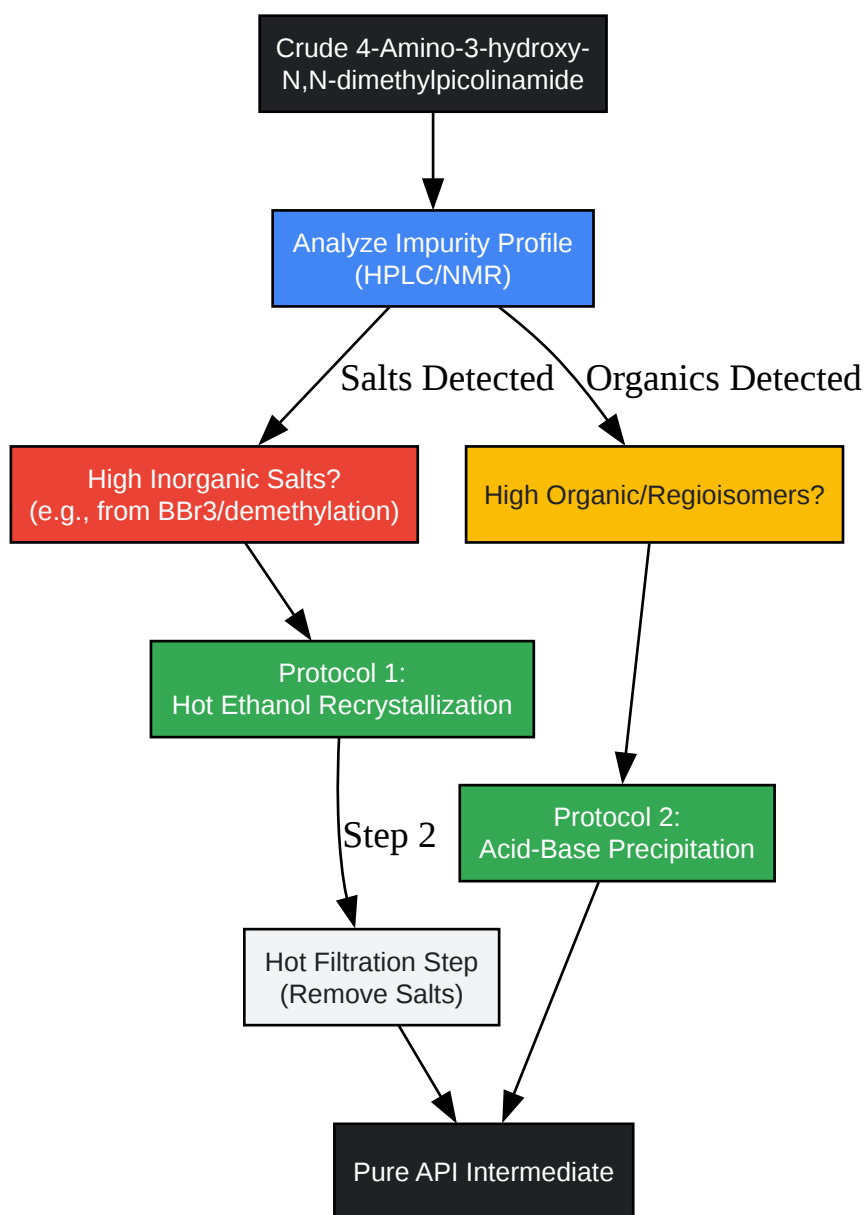 Crude 4-Amino-3-hydroxy-
N,N-dimethylpicolinamide
Analyze Impurity Profile
(HPLC/NMR)
Salts Detected
Organics Detected
High Inorganic Salts?
(e.g., from BBr3/demethylation)
High Organic/Regioisomers?
Protocol 1:
Hot Ethanol Recrystallization
Step 2
Protocol 2:
Acid-Base Precipitation
Hot Filtration Step
(Remove Salts)
Pure API Intermediate